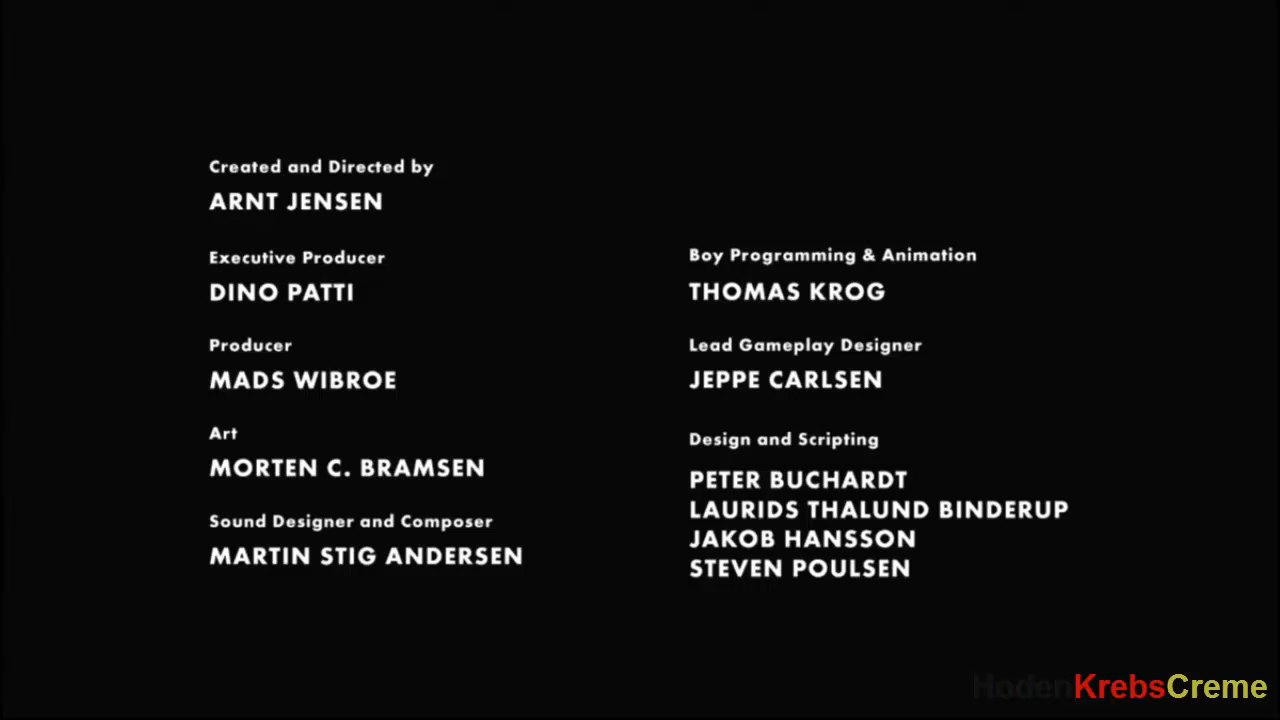 Created and Directed by
ARNT JENSEN
Executive Producer
DINO PATTI
Producer
MADS WIBROE
Art
MORTEN C. BRAMSEN
Sound Designer and Composer
MARTIN STIG ANDERSEN
Boy Programming & Animation
THOMAS KROG
Lead Gameplay Designer
JEPPE CARLSEN
Design and Scripting
PETER BUCHARDT
LAURIDS THALUND BINDERUP
JAKOB HANSSON
STEVEN POULSEN
HodenKrebsCreme